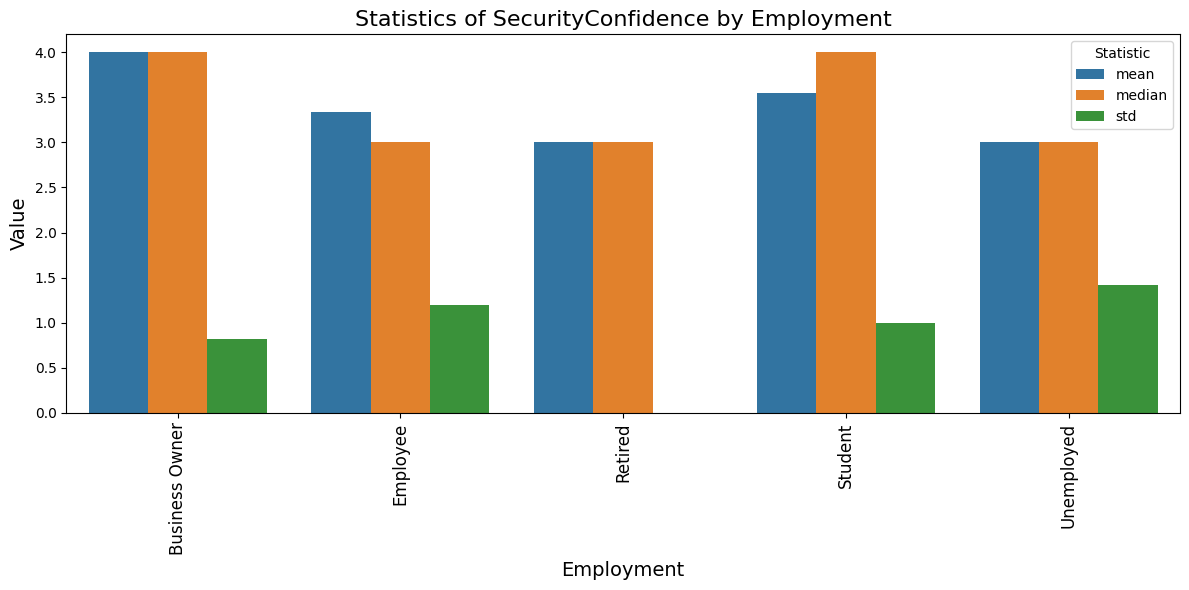 Statistics of SecurityConfidence by Employment
Statistic
mean
median
std
4.0
3.5
3.0
2.5
2.0
1.5
1.0
0.5
0.0
Value
Business Owner
Employee
Retired
Student
Unemployed
Employment